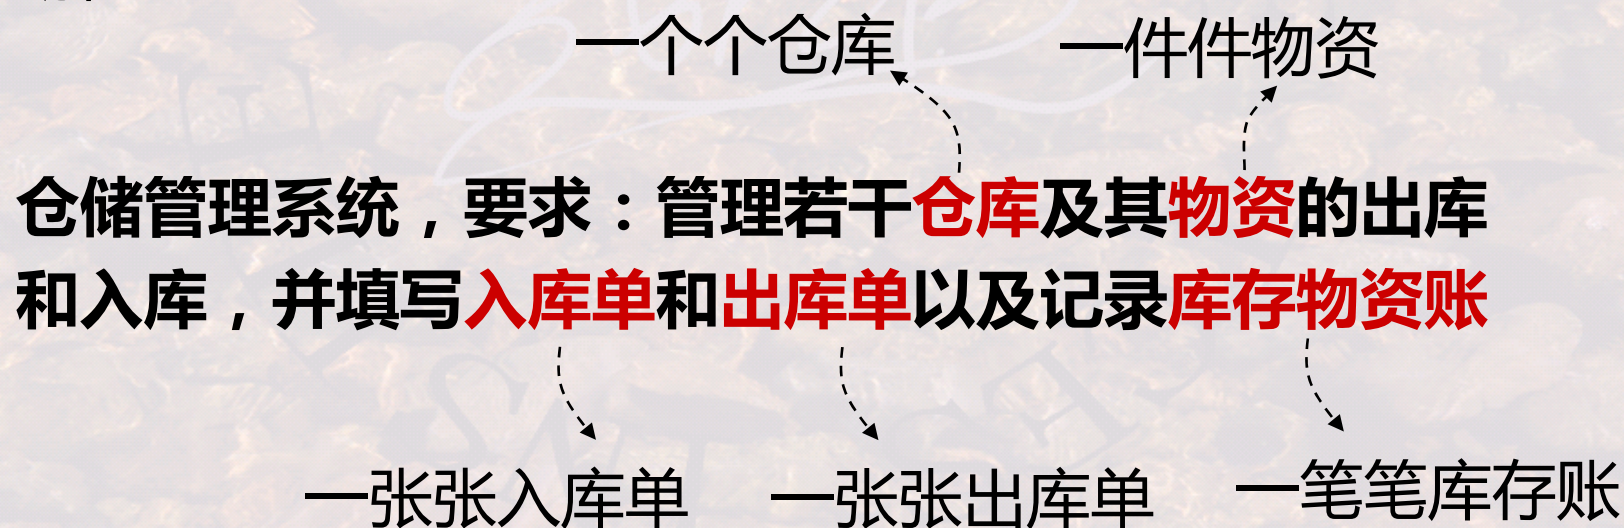 一个个仓库
一件件物资
仓储管理系统，要求：管理若干仓库及其物资的出库
和入库，并填写入库单和出库单以及记录库存物资账
一张张入库单
一张张出库单
一笔笔库存账